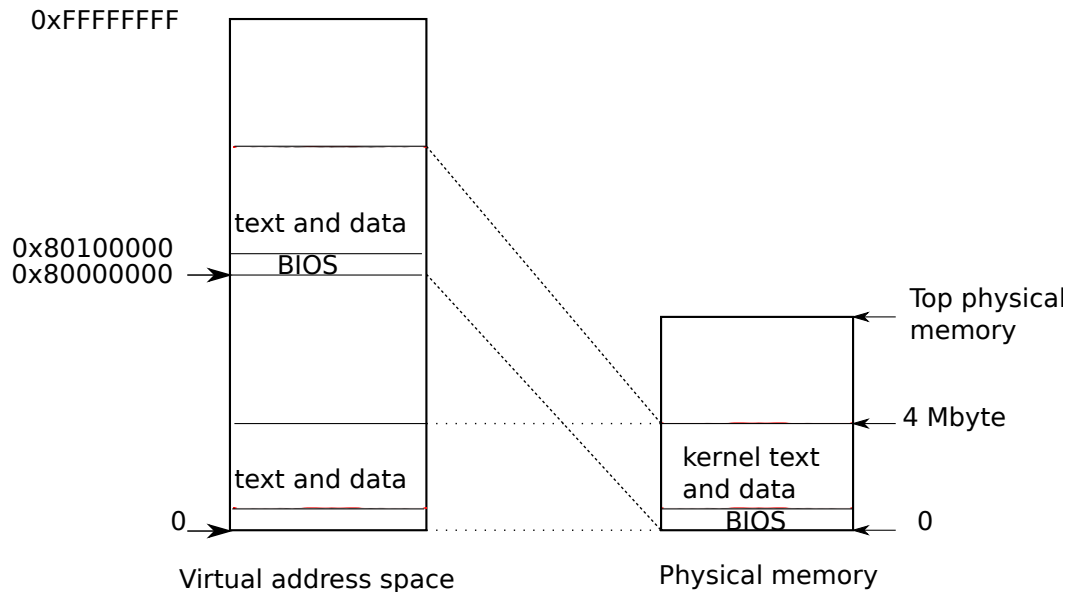 0xFFFFFFFF
text and data
0x80100000
BIOS
0x80000000
Top physical
memory
4 Mbyte
kernel text
and data
text and data
BIOS
0
0
Virtual address space
Physical memory